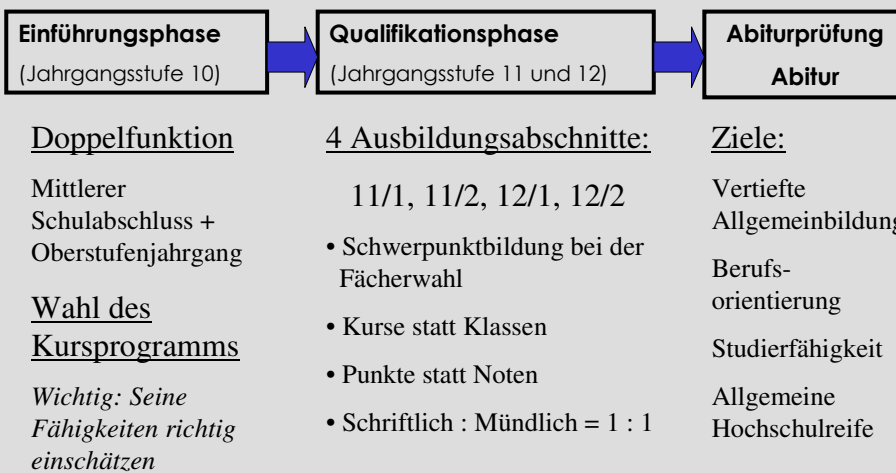 Einführungsphase
(Jahrgangsstufe 10)
Doppelfunktion
Mittlerer
Schulabschluss +
Oberstufenjahrgang
Wahl des
Kursprogramms
Wichtig: Seine
Fähigkeiten richtig
einschätzen
Qualifikationsphase
(Jahrgangsstufe 11 und 12)
4 Ausbildungsabschnitte:
11/1, 11/2, 12/1, 12/2
• Schwerpunktbildung bei der
Fächerwahl
• Kurse statt Klassen
• Punkte statt Noten
• Schriftlich : Mündlich = 1 : 1
Abiturprüfung
Abitur
Ziele:
Vertiefte
Allgemeinbildung
Berufs-
orientierung
Studierfähigkeit
Allgemeine
Hochschulreife